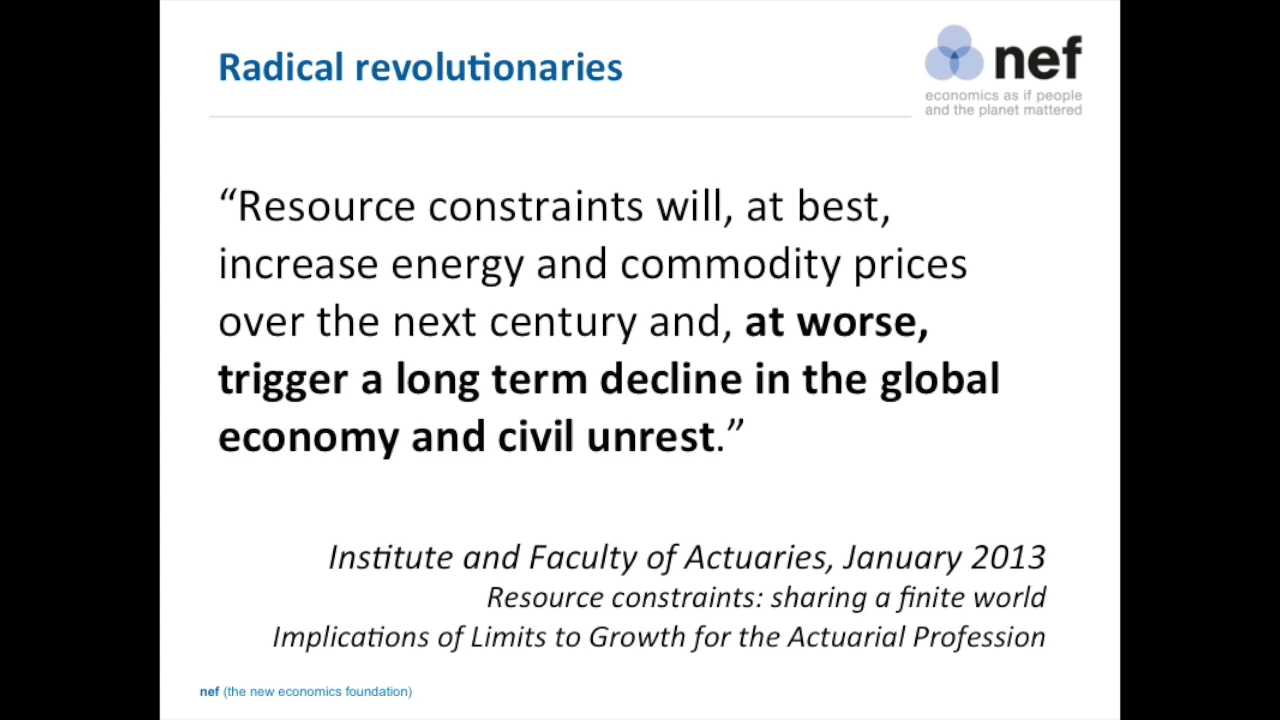 Radical revolutionaries
nef
economics as if people
and the planet mattered
“Resource constraints will, at best,
increase energy and commodity prices
over the next century and, at worse,
trigger a long term decline in the global
economy and civil unrest.”
Institute and Faculty of Actuaries, January 2013
Resource constraints: sharing a finite world
Implications of Limits to Growth for the Actuarial Profession
nef (the new economics foundation)